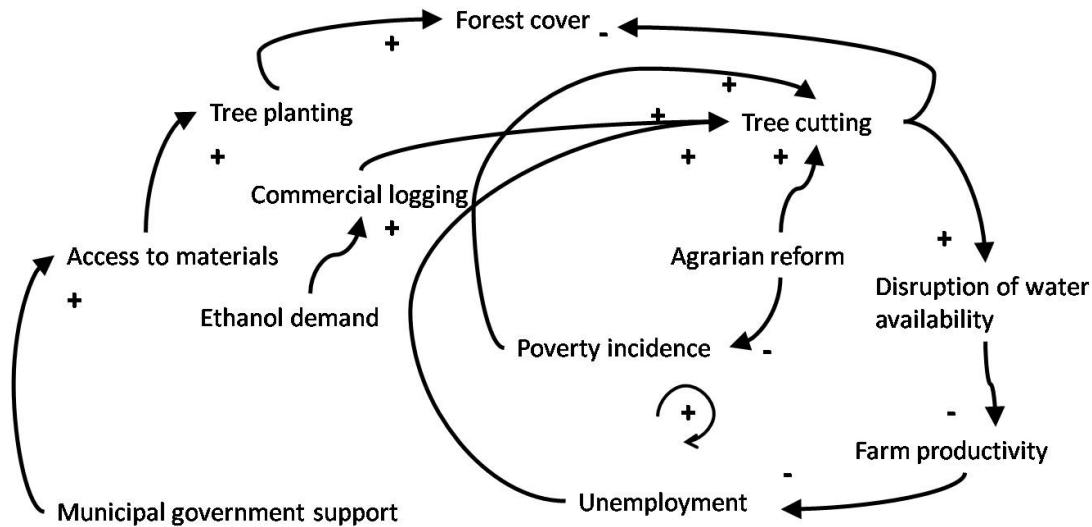 Forest cover
+
-
Tree planting
+
+
+
Tree cutting
+
+
+
Commercial logging
+
Access to materials
+
Agrarian reform
+
Disruption of water
availability
Ethanol demand
Poverty incidence
-
+
-
Farm productivity
-
Unemployment
Municipal government support